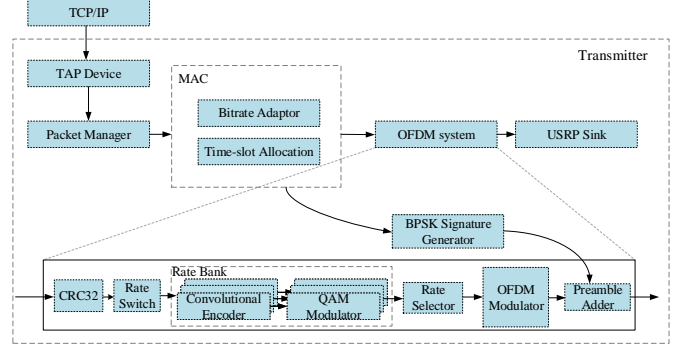 TCP/IP
Transmitter
TAP Device
MAC
Bitrate Adaptor
Packet Manager
OFDM system
USRP Sink
Time-slot Allocation
BPSK Signature
Generator
Rate Bank
CRC32
Rate
Switch
Convolutional
Encoder
QAM
Modulator
Rate
Selector
OFDM
Modulator
Preamble
Adder